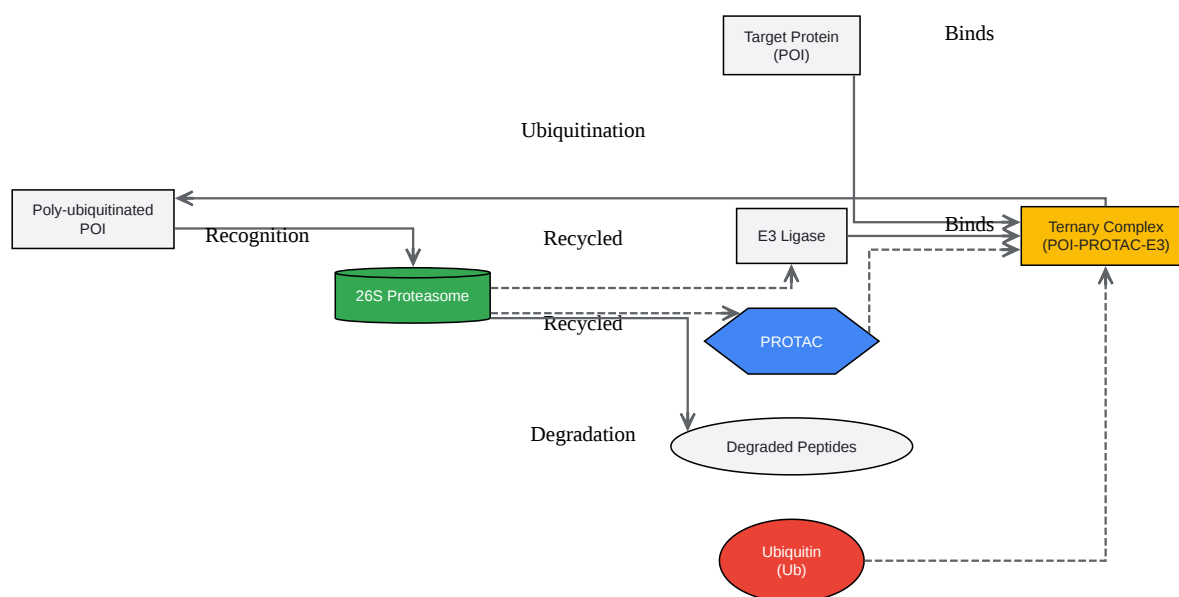 Target Protein
(POI)
Binds
Ubiquitination
Poly-ubiquitinated
POI
Recognition
Recycled
E3 Ligase
Binds
Ternary Complex
(POI-PROTAC-E3)
26S Proteasome
Recycled
PROTAC
Degradation
Degraded Peptides
Ubiquitin
(Ub)